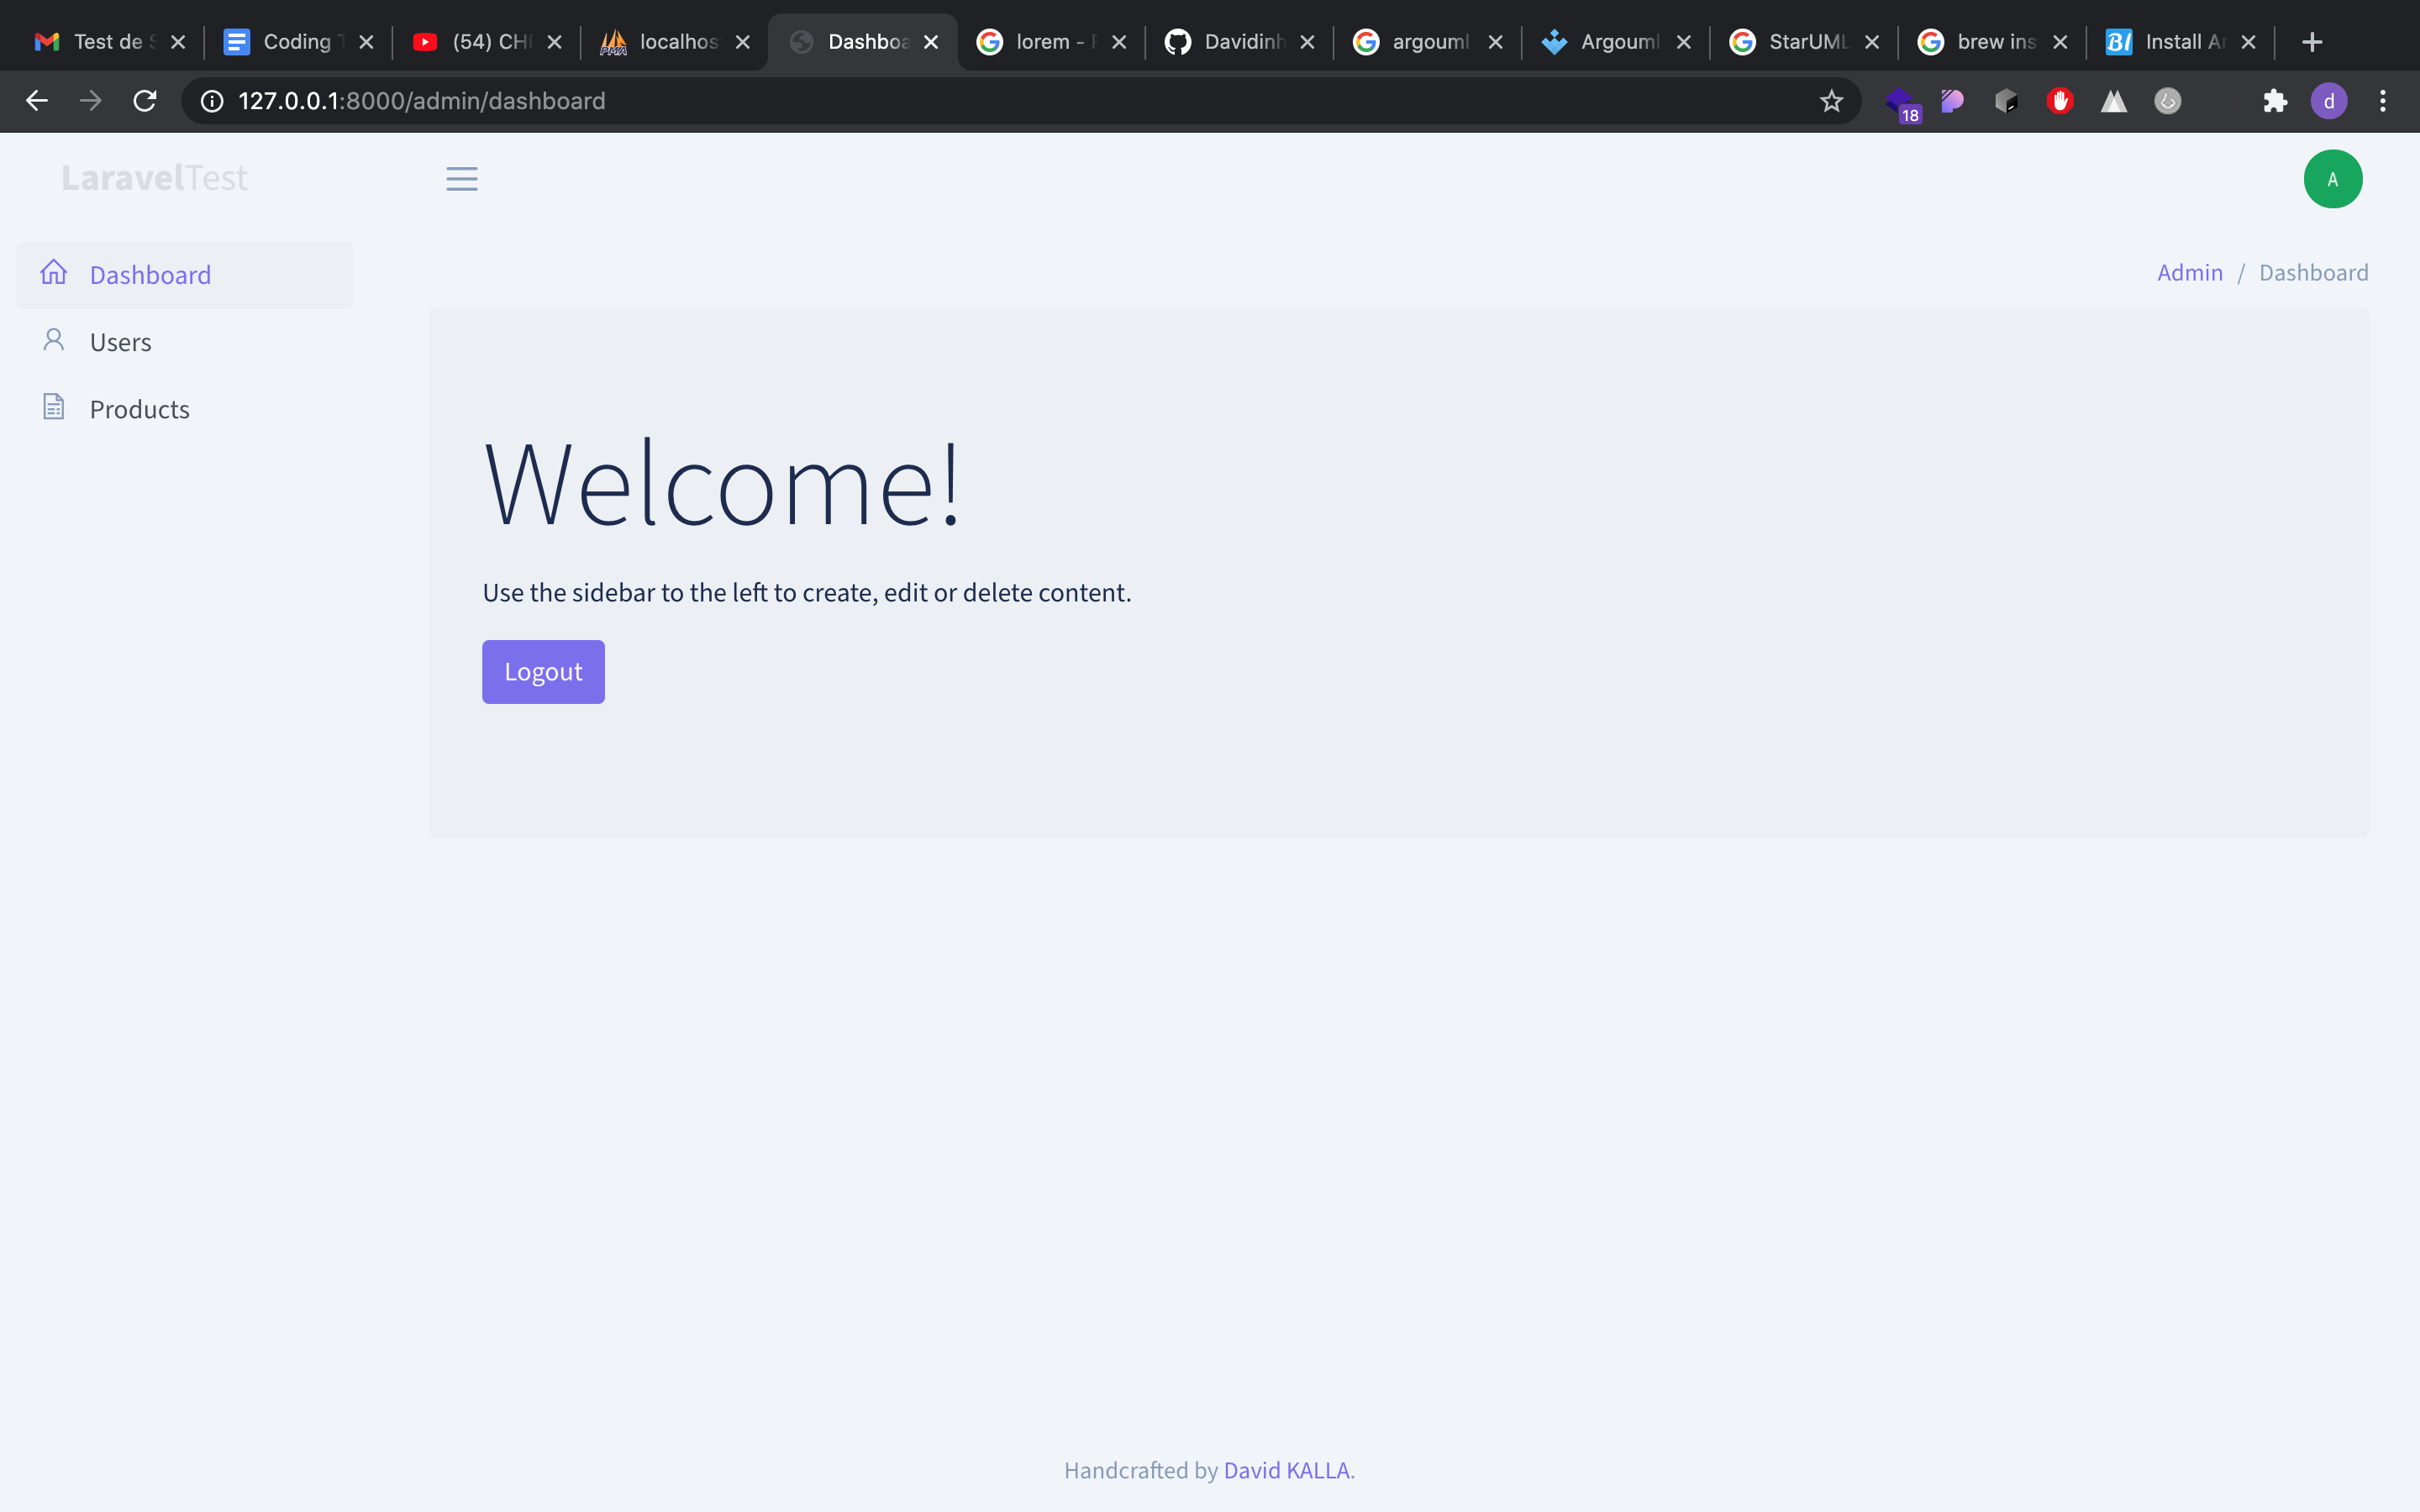 Test de S
Coding T
(54) CH
localhos
Dashboa
lorem -
Davidinh
argouml
Argouml
StarUML
brew ins
Install Ar
127.0.0.1:8000/admin/dashboard
18
d
LaravelTest
A
Dashboard
Users
Products
Admin / Dashboard
Welcome!
Use the sidebar to the left to create, edit or delete content.
Logout
Handcrafted by David KALLA.